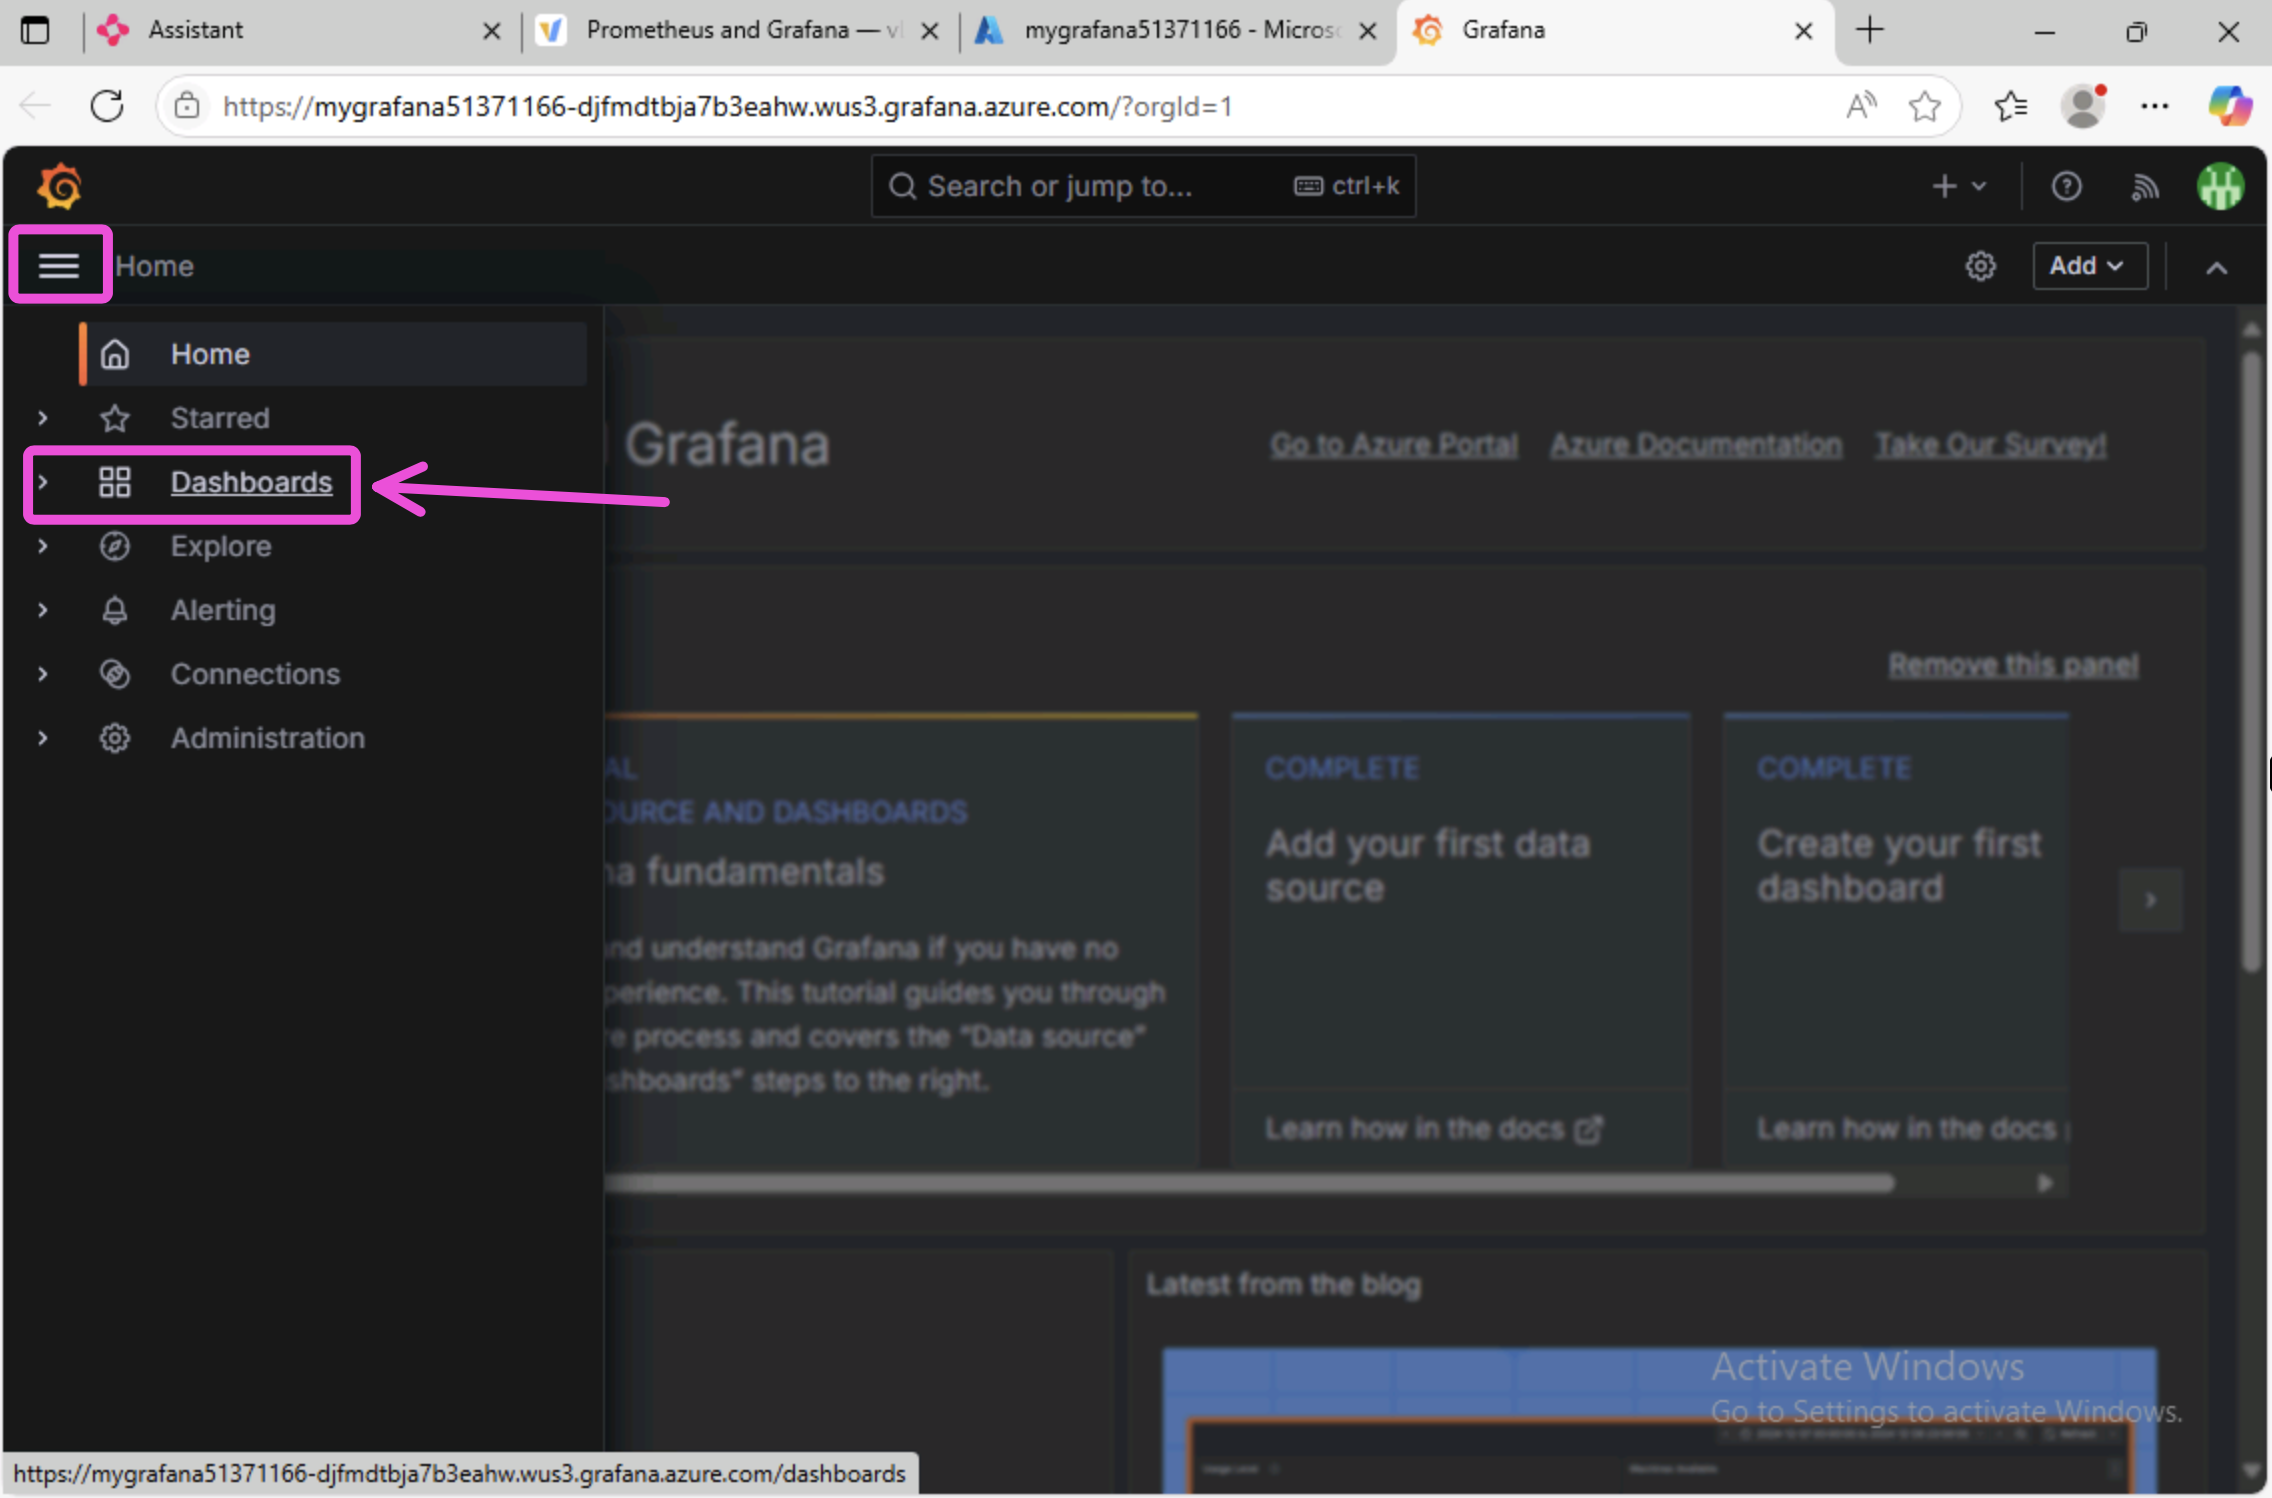 Assistant
Prometheus and Grafana — vl
mygrafana51371166 - Microsc
Grafana
https://mygrafana51371166-djfmdtbja7b3eahw.wus3.grafana.azure.com/?orgId=1
Search or jump to...
ctrl+k
Home
Add
Home
Starred
Dashboards
Explore
Alerting
Connections
Administration
Grafana
Go to Azure Portal
Azure Documentation
Take Our Survey!
Remove this panel
AL
OURCE AND DASHBOARDS
na fundamentals
nd understand Grafana if you have no
perience. This tutorial guides you through
e process and covers the "Data source"
shboards" steps to the right.
COMPLETE
Add your first data
source
Learn how in the docs
COMPLETE
Create your first
dashboard
Learn how in the docs
Latest from the blog
Activate Windows
Go to Settings to activate Windows.
https://mygrafana51371166-djfmdtbja7b3eahw.wus3.grafana.azure.com/dashboards